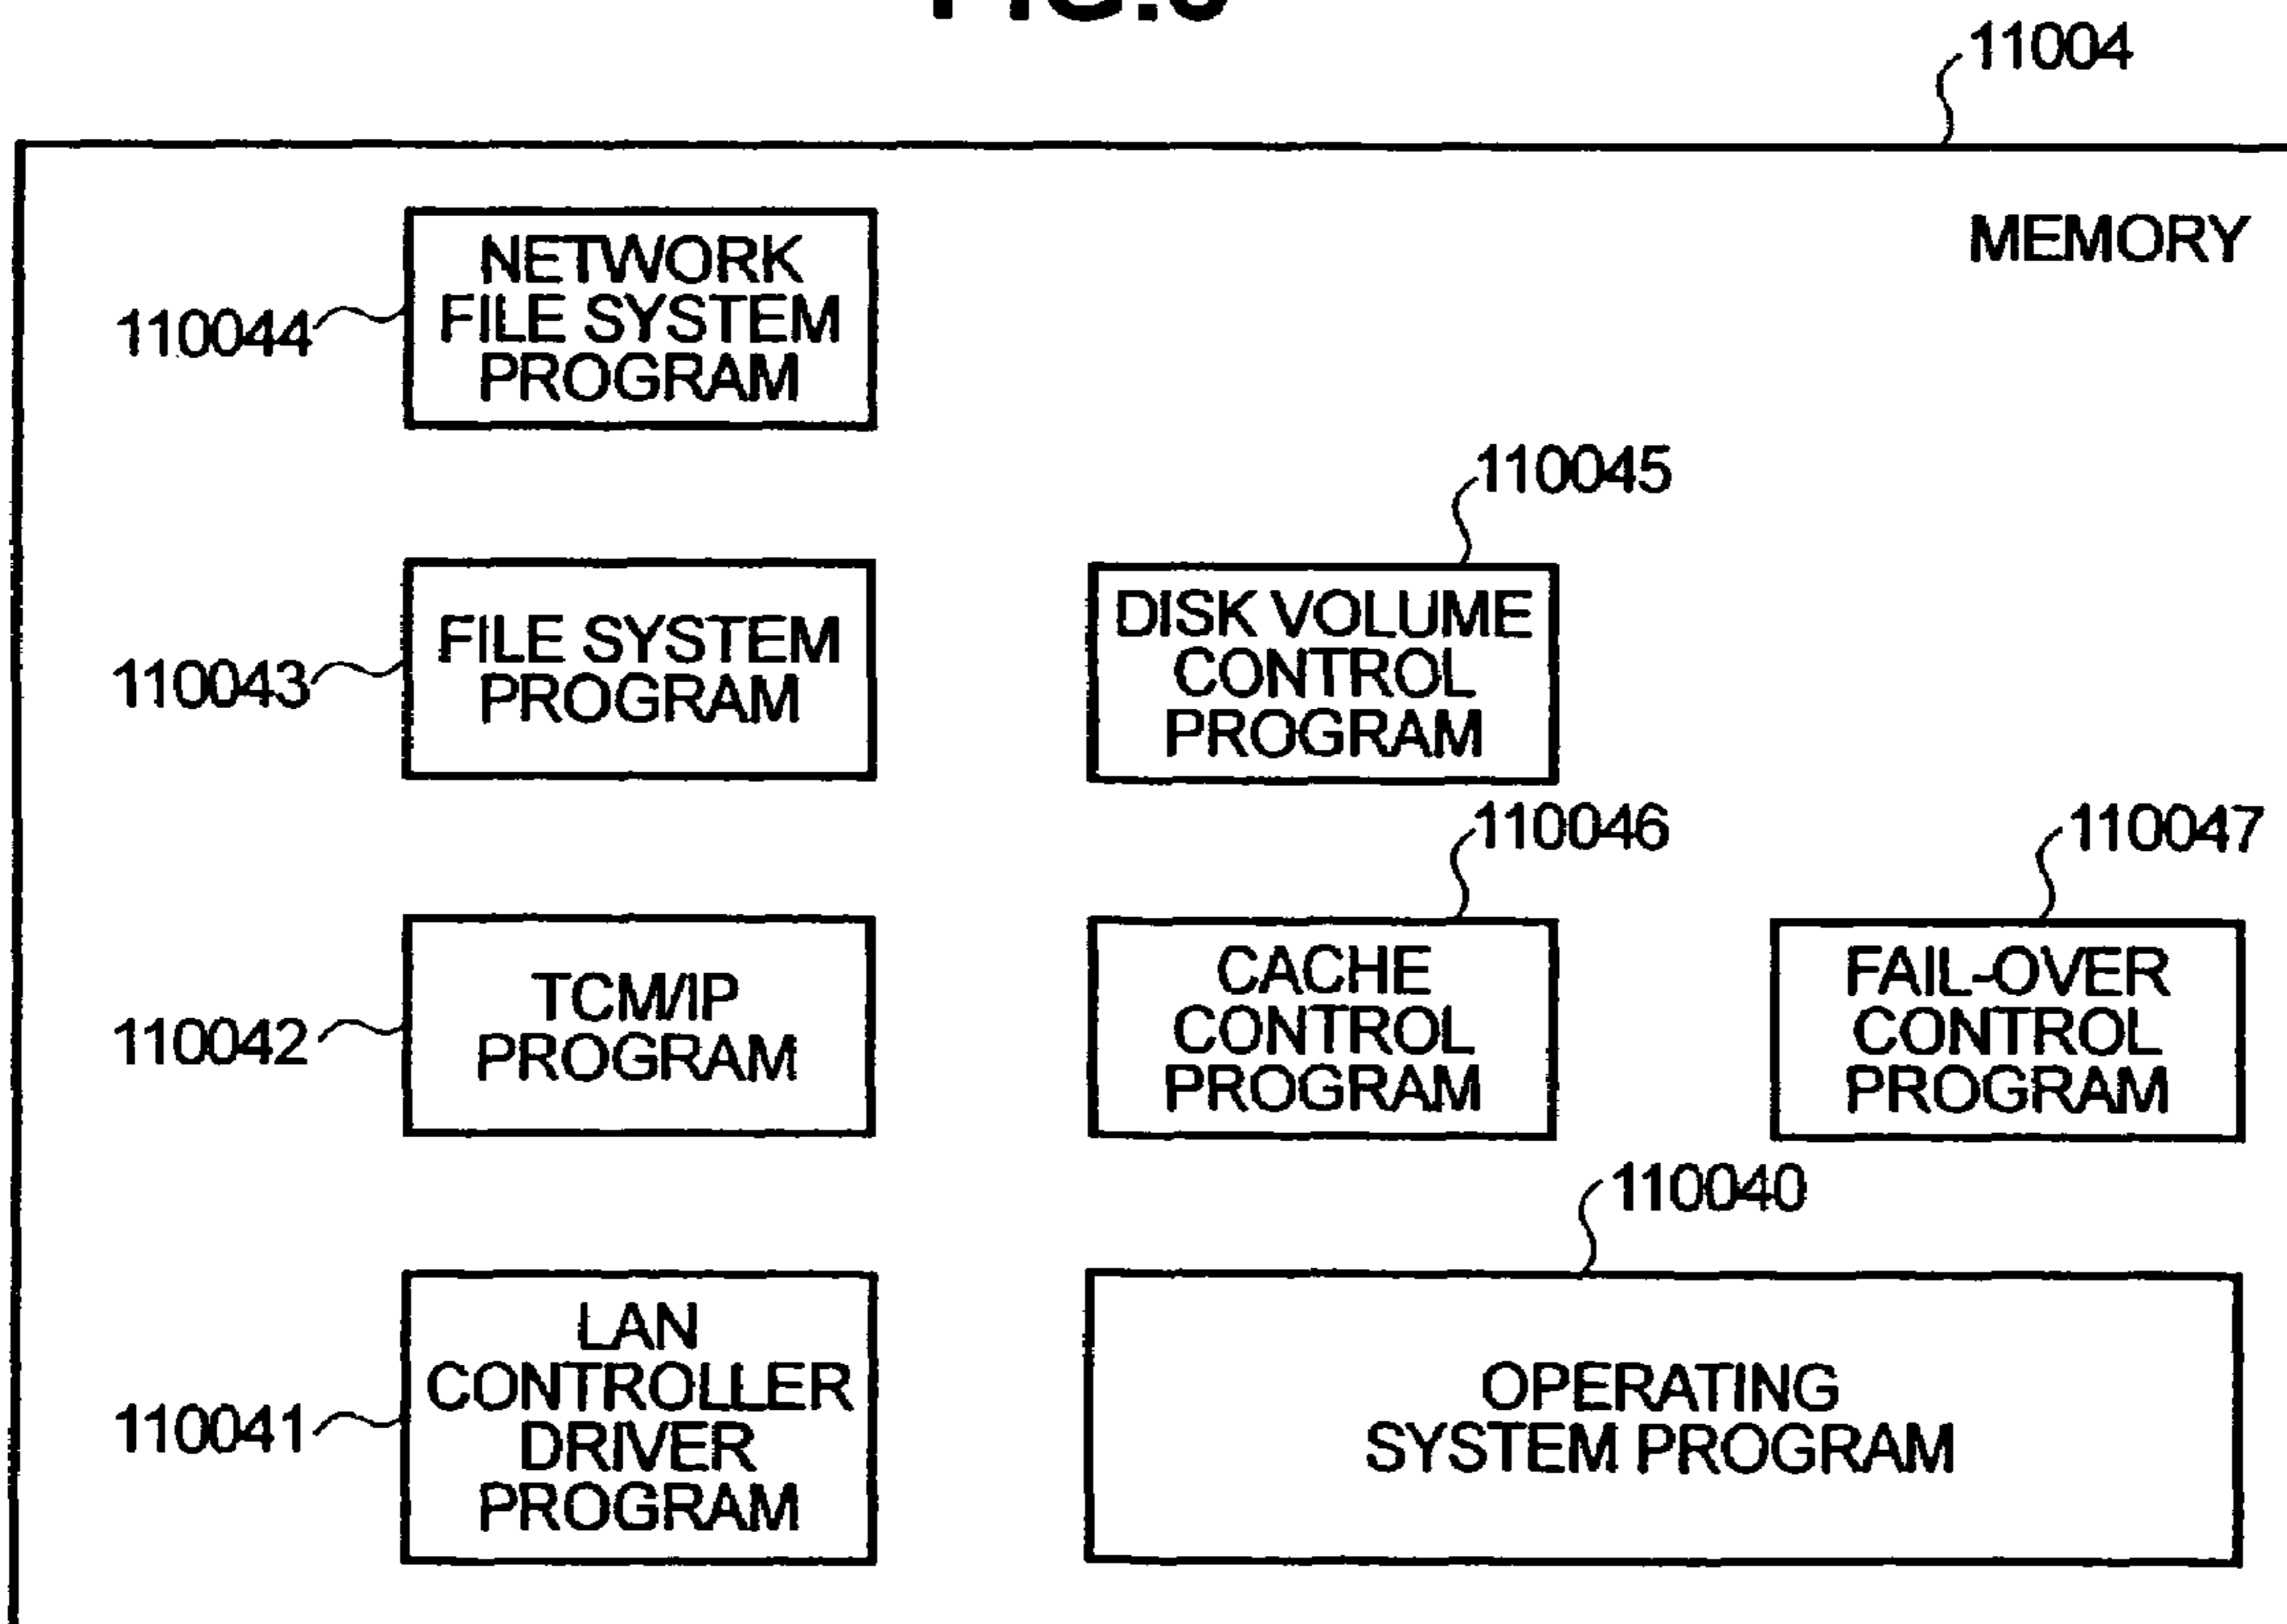 11004
MEMORY
NETWORK
FILE SYSTEM
PROGRAM
110044
110045
FILE SYSTEM
PROGRAM
110043
DISK VOLUME
CONTROL
PROGRAM
110046
110047
TCM/IP
PROGRAM
110042
CACHE
CONTROL
PROGRAM
FAIL-OVER
CONTROL
PROGRAM
110040
LAN
CONTROLLER
DRIVER
PROGRAM
110041
OPERATING
SYSTEM PROGRAM